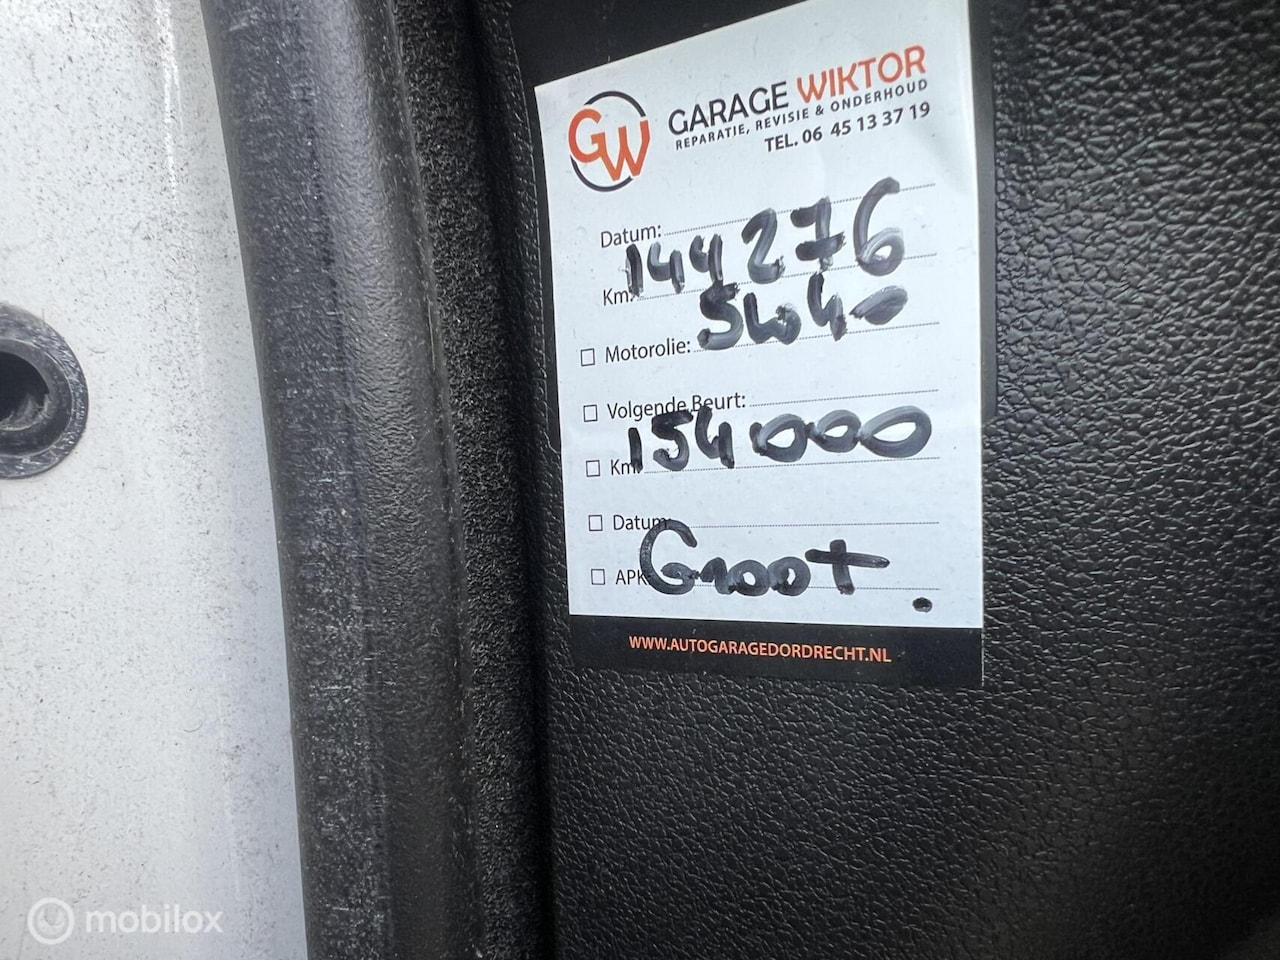 GW
GARAGE WIKTOR
REPARATIE, REVISIE & ONDERHOUD
TEL. 06 45 13 37 19
Datum:
Km: 144276
Motorolie: 5W40
Volgende Beurt:
Km: 154000
Datum:
APK: Groot.
WWW.AUTOGARAGEDORDRECHT.NL
mobilox